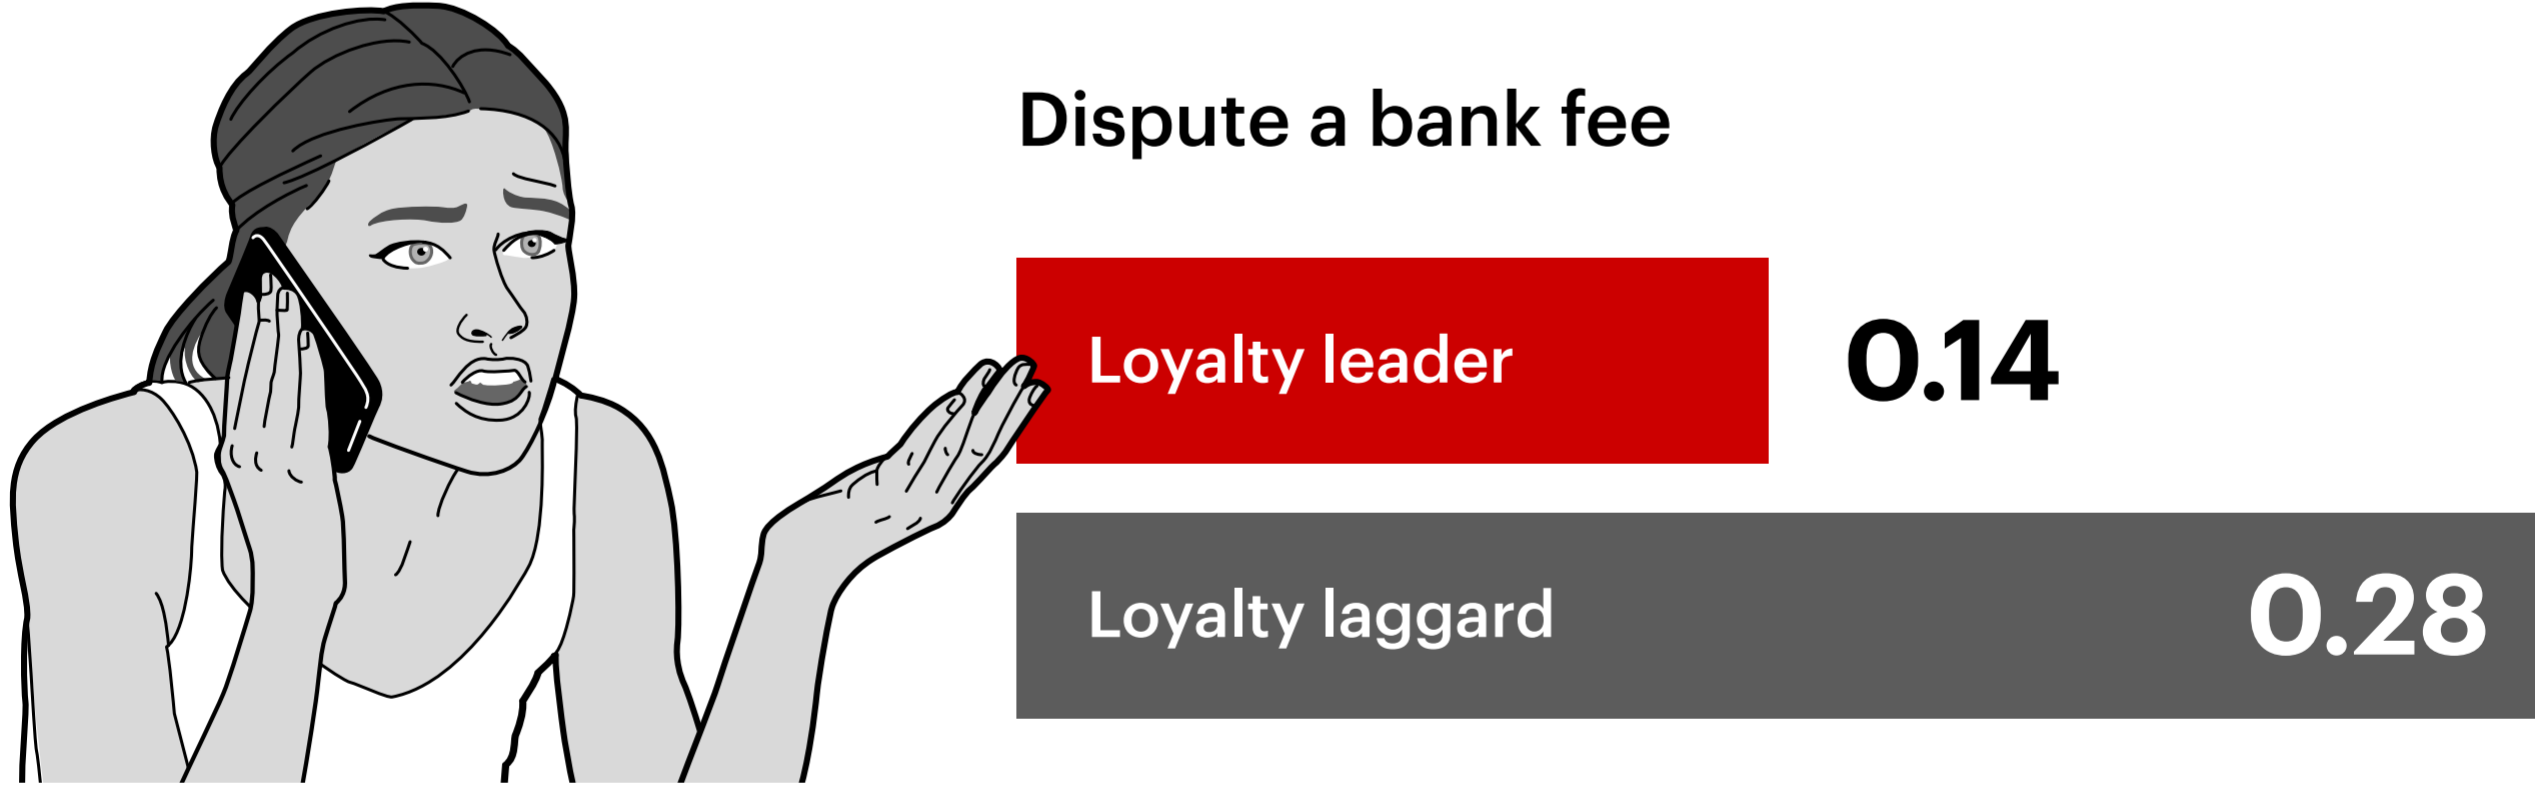 Dispute a bank fee
Loyalty leader 0.14
Loyalty laggard 0.28